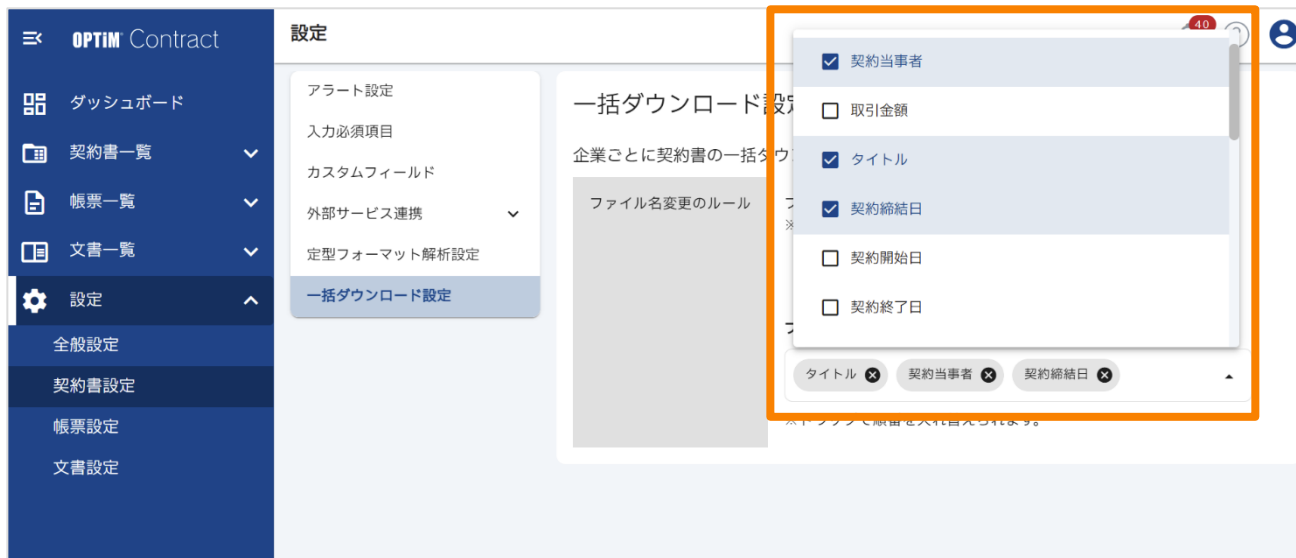 OPTiM Contract
ダッシュボード
契約書一覧
帳票一覧
文書一覧
設定
全般設定
契約書設定
帳票設定
文書設定
設定
40
アラート設定
入力必須項目
カスタムフィールド
外部サービス連携
定型フォーマット解析設定
一括ダウンロード設定
一括ダウンロード設
企業ごとに契約書の一括ダウ
ファイル名変更のルール
※
契約当事者
取引金額
タイトル
契約締結日
契約開始日
契約終了日
タイトル 契約当事者 契約締結日
※ドラッグで順番を入れ替えられます。